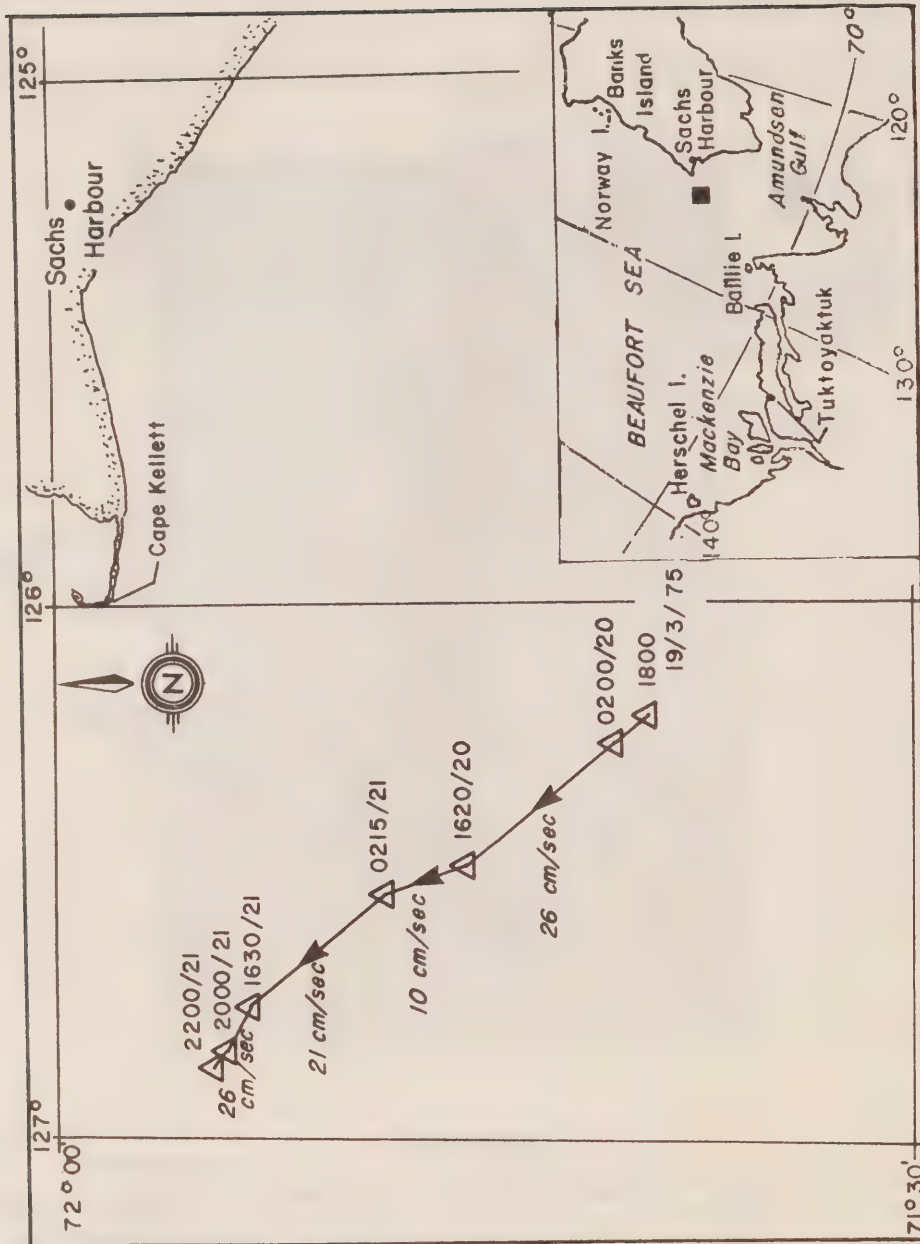 127°
126°
125°
72°00'
71°30'
Sachs
Harbour
Cape Kellett
N
2200/21
2000/21
1630/21
26
cm/sec
21 cm/sec
0215/21
10 cm/sec
1620/20
26 cm/sec
0200/20
1800
19/3/75
Norway I.
Banks
Island
Sachs
Harbour
BEAUFORT SEA
Amundsen
Gulf
70°
Herschel I.
Mackenzie
Bay
Baillie I.
Tuktoyaktuk
140°
130°
120°